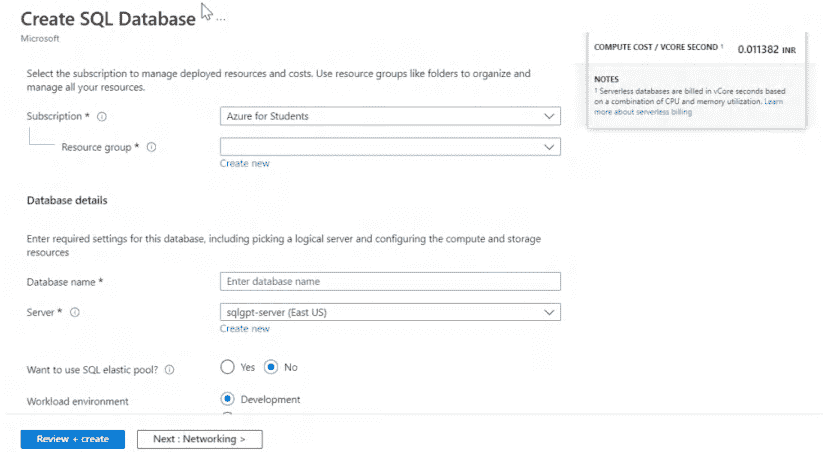 Create SQL Database ...
Microsoft
COMPUTE COST / VCORE SECOND ¹ 0.011382 INR
NOTES
¹ Serverless databases are billed in vCore seconds based
on a combination of CPU and memory utilization. Learn
more about serverless billing
Select the subscription to manage deployed resources and costs. Use resource groups like folders to organize and
manage all your resources.
Subscription * Azure for Students
Resource group *
Create new
Database details
Enter required settings for this database, including picking a logical server and configuring the compute and storage
resources
Database name * Enter database name
Server * sqlgpt-server (East US)
Create new
Want to use SQL elastic pool? Yes No
Workload environment Development
Review + create Next : Networking >